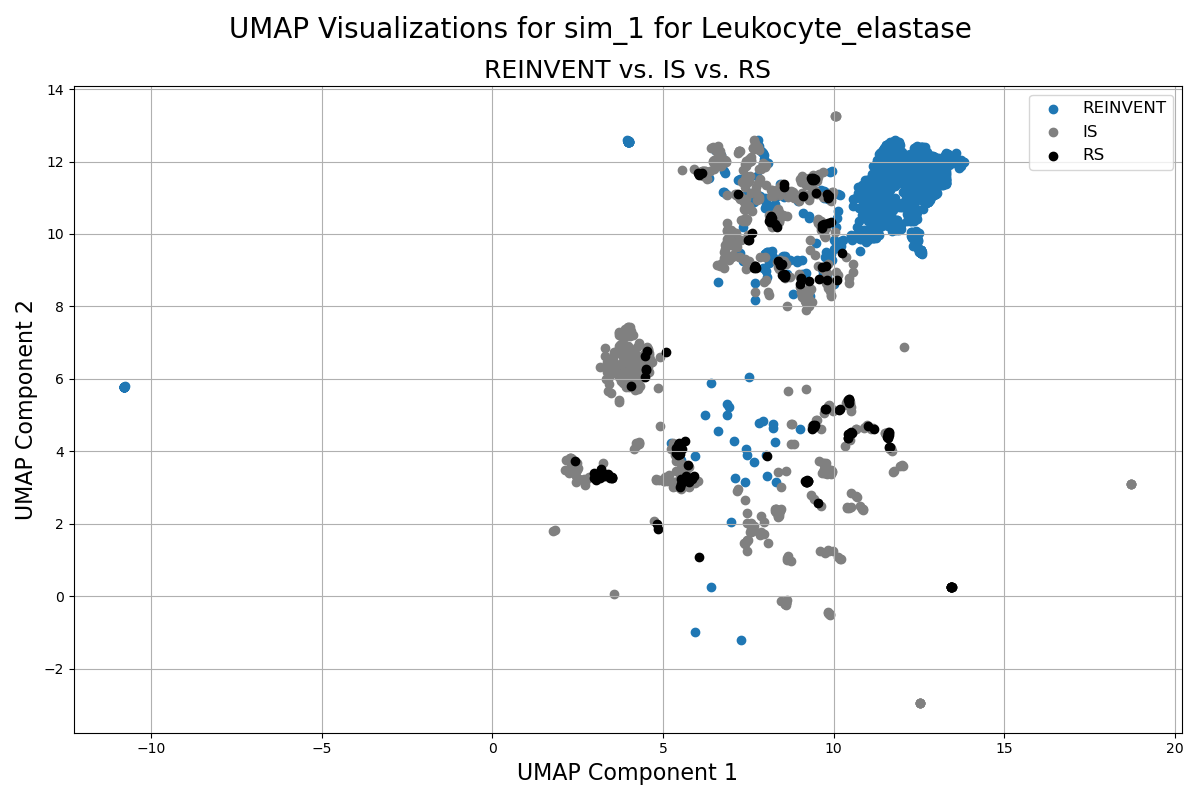 UMAP Visualizations for sim_1 for Leukocyte_elastase
REINVENT vs. IS vs. RS
REINVENT
IS
RS
14
12
10
8
6
4
2
0
−2
UMAP Component 2
−10
−5
0
5
10
15
20
UMAP Component 1